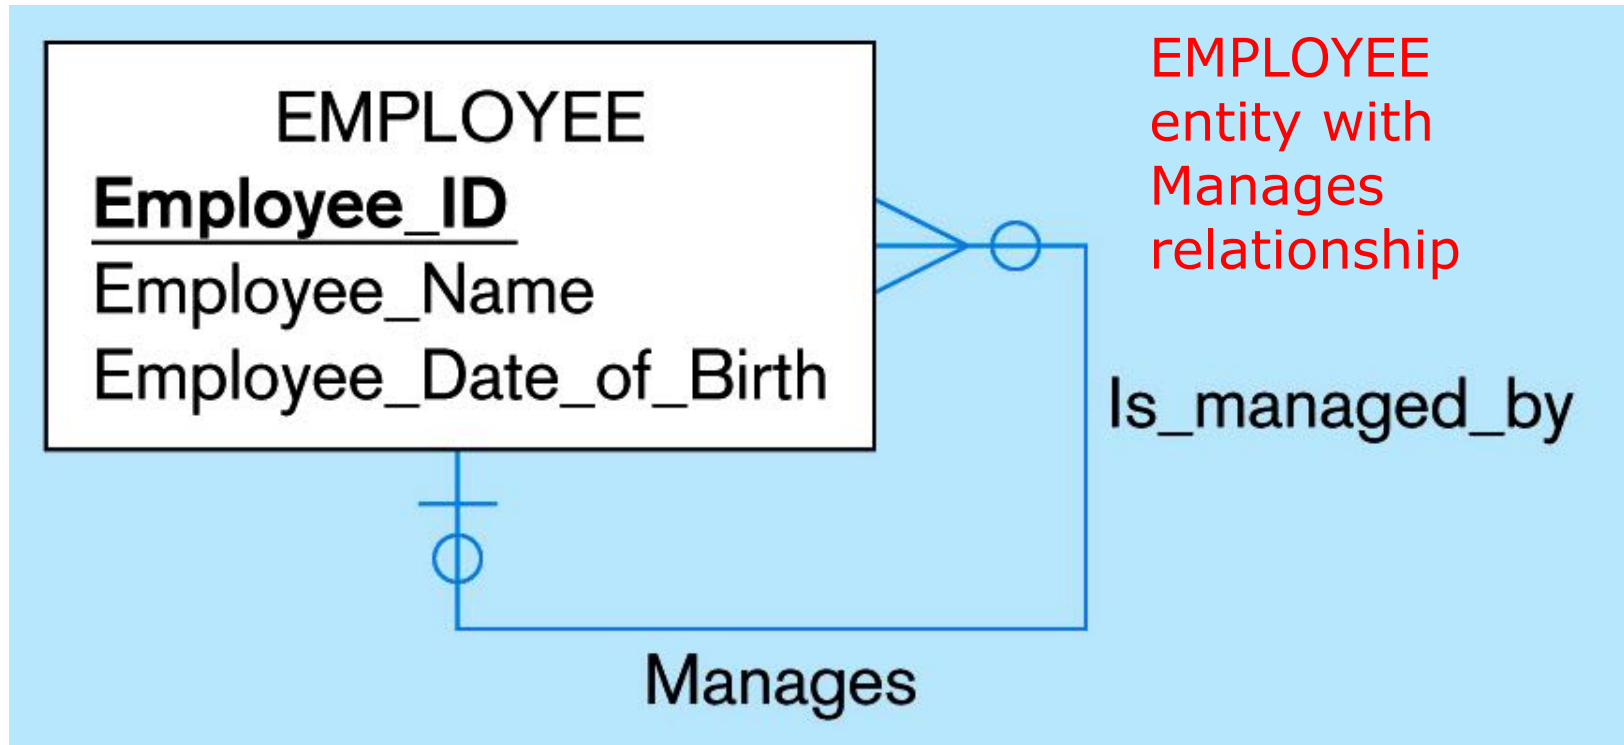 EMPLOYEE
Employee_ID
Employee_Name
Employee_Date_of_Birth
EMPLOYEE
entity with
Manages
relationship
Is_managed_by
Manages